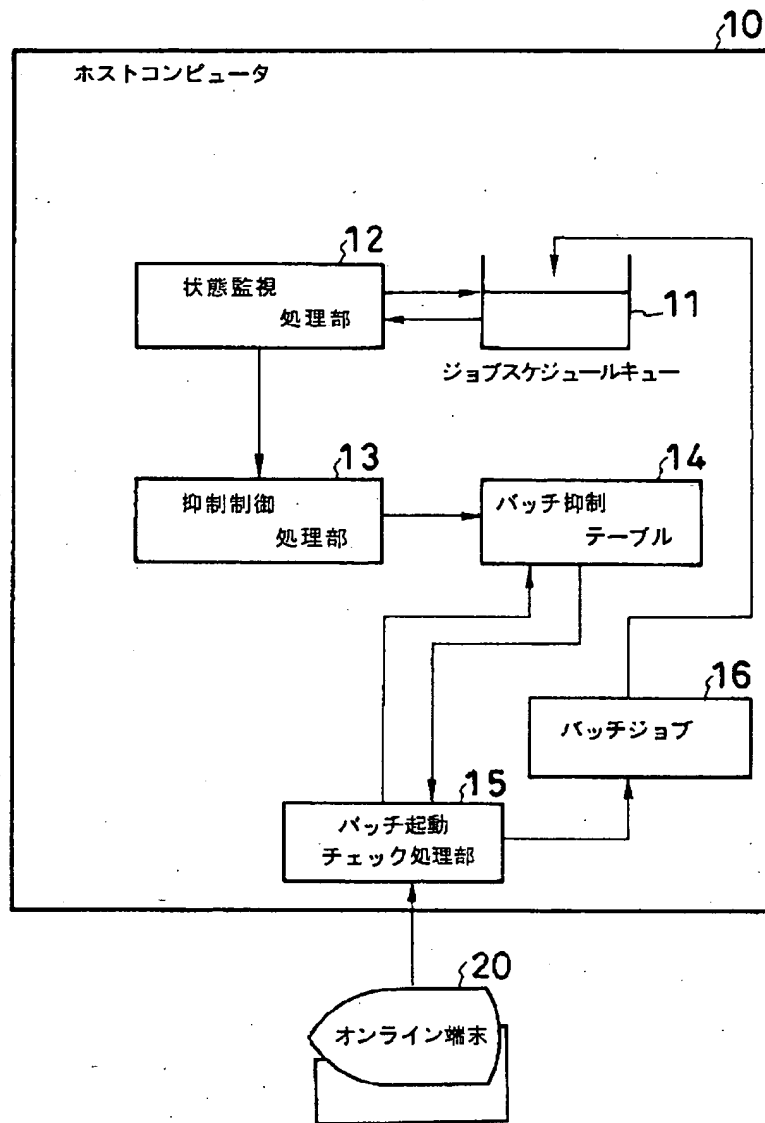 10
ホストコンピュータ
12
状態監視
処理部
11
ジョブスケジュールキュー
13
抑制制御
処理部
14
バッチ抑制
テーブル
16
バッチジョブ
15
バッチ起動
チェック処理部
20
オンライン端末